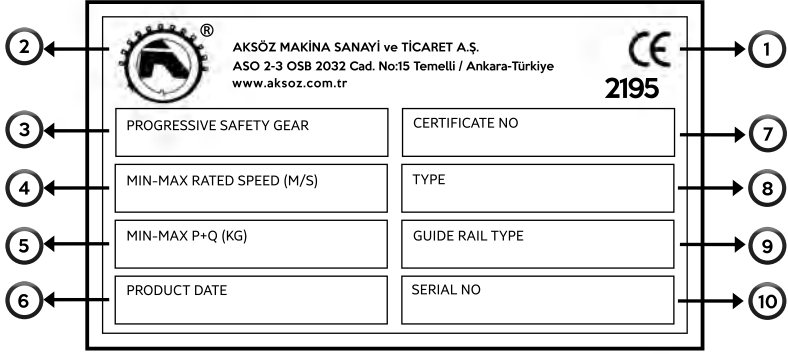 ®
AKSÖZ MAKİNA SANAYİ ve TİCARET A.Ş.
ASO 2-3 OSB 2032 Cad. No:15 Temelli / Ankara-Türkiye
www.aksoz.com.tr
CE
2195
1
2
3
PROGRESSIVE SAFETY GEAR
CERTIFICATE NO
7
4
MIN-MAX RATED SPEED (M/S)
TYPE
8
5
MIN-MAX P+Q (KG)
GUIDE RAIL TYPE
9
6
PRODUCT DATE
SERIAL NO
10